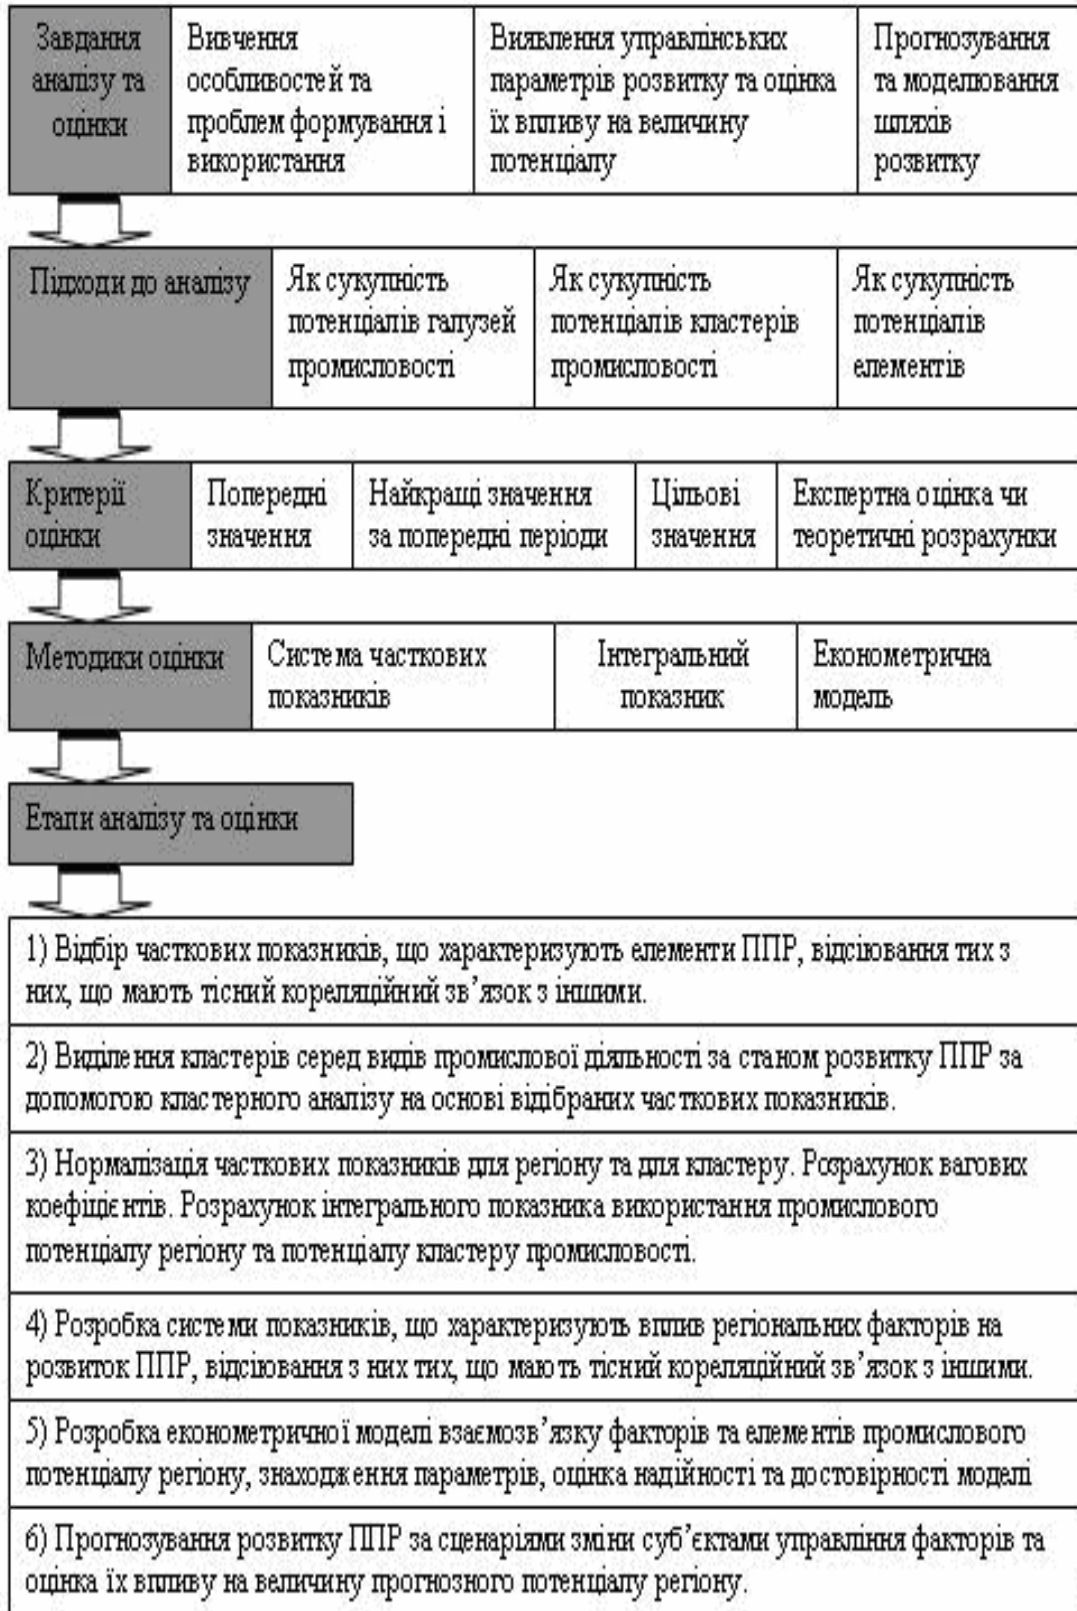 Завдання
аналізу та
оцінки
Вивчення
особливостей та
проблем формування і
використання
Виявлення управлінських
параметрів розвитку та оцінка
їх впливу на величину
потенціалу
Прогнозування
та моделювання
шляхів
розвитку
Підходи до аналізу
Як сукупність
потенціалів галузей
промисловості
Як сукупність
потенціалів кластерів
промисловості
Як сукупність
потенціалів
елементів
Критерії
оцінки
Попередні
значення
Найкращі значення
за попередні періоди
Цільові
значення
Експертна оцінка чи
теоретичні розрахунки
Методики оцінки
Система часткових
показників
Інтегральний
показник
Економетрична
модель
Етапи аналізу та оцінки
1) Відбір часткових показників, що характеризують елементи ППР, відсіювання тих з
них, що мають тісний кореляційний зв’язок з іншими.
2) Виділення кластерів серед видів промислової діяльності за станом розвитку ППР за
допомогою кластерного аналізу на основі відібраних часткових показників.
3) Нормалізація часткових показників для регіону та для кластеру. Розрахунок вагових
коефіцієнтів. Розрахунок інтегрального показника використання промислового
потенціалу регіону та потенціалу кластеру промисловості.
4) Розробка системи показників, що характеризують вплив регіональних факторів на
розвиток ППР, відсіювання з них тих, що мають тісний кореляційний зв’язок з іншими.
5) Розробка економетричної моделі взаємозв’язку факторів та елементів промислового
потенціалу регіону, знаходження параметрів, оцінка надійності та достовірності моделі
6) Прогнозування розвитку ППР за сценаріями зміни суб’єктами управління факторів та
оцінка їх впливу на величину прогнозного потенціалу регіону.